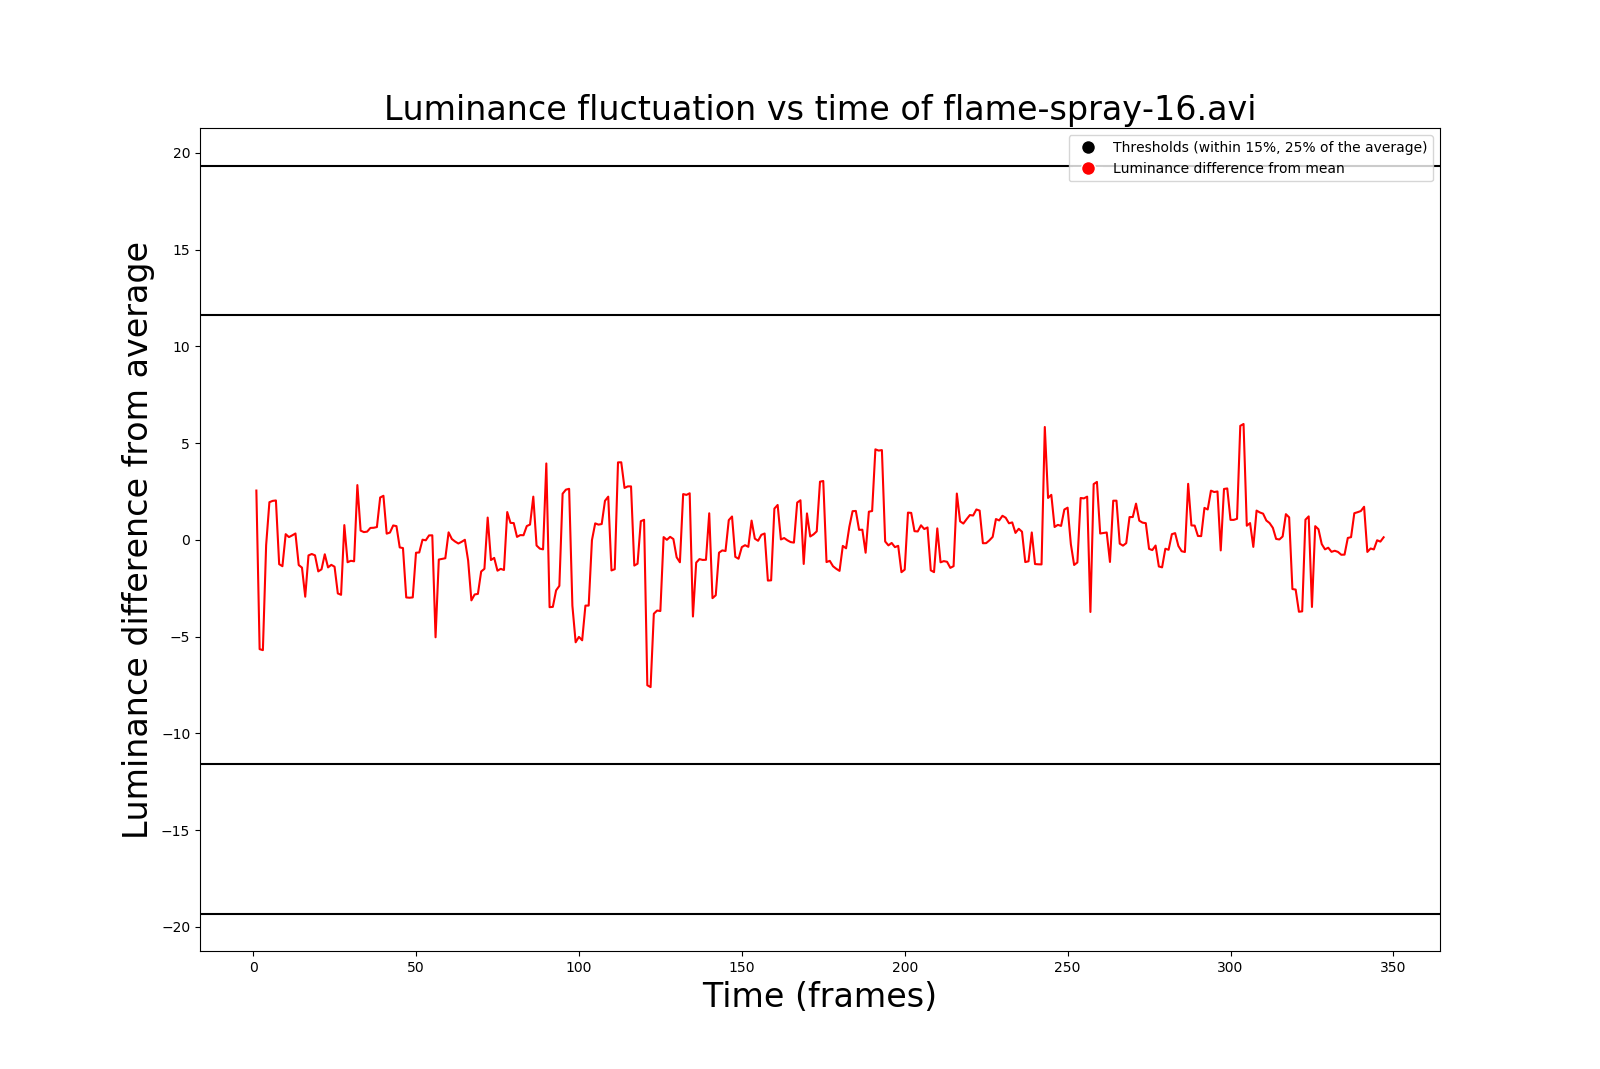 Luminance fluctuation vs time of flame-spray-16.avi
Thresholds (within 15%, 25% of the average)
Luminance difference from mean
Luminance difference from average
20
15
10
5
0
−5
−10
−15
−20
0 50 100 150 200 250 300 350
Time (frames)